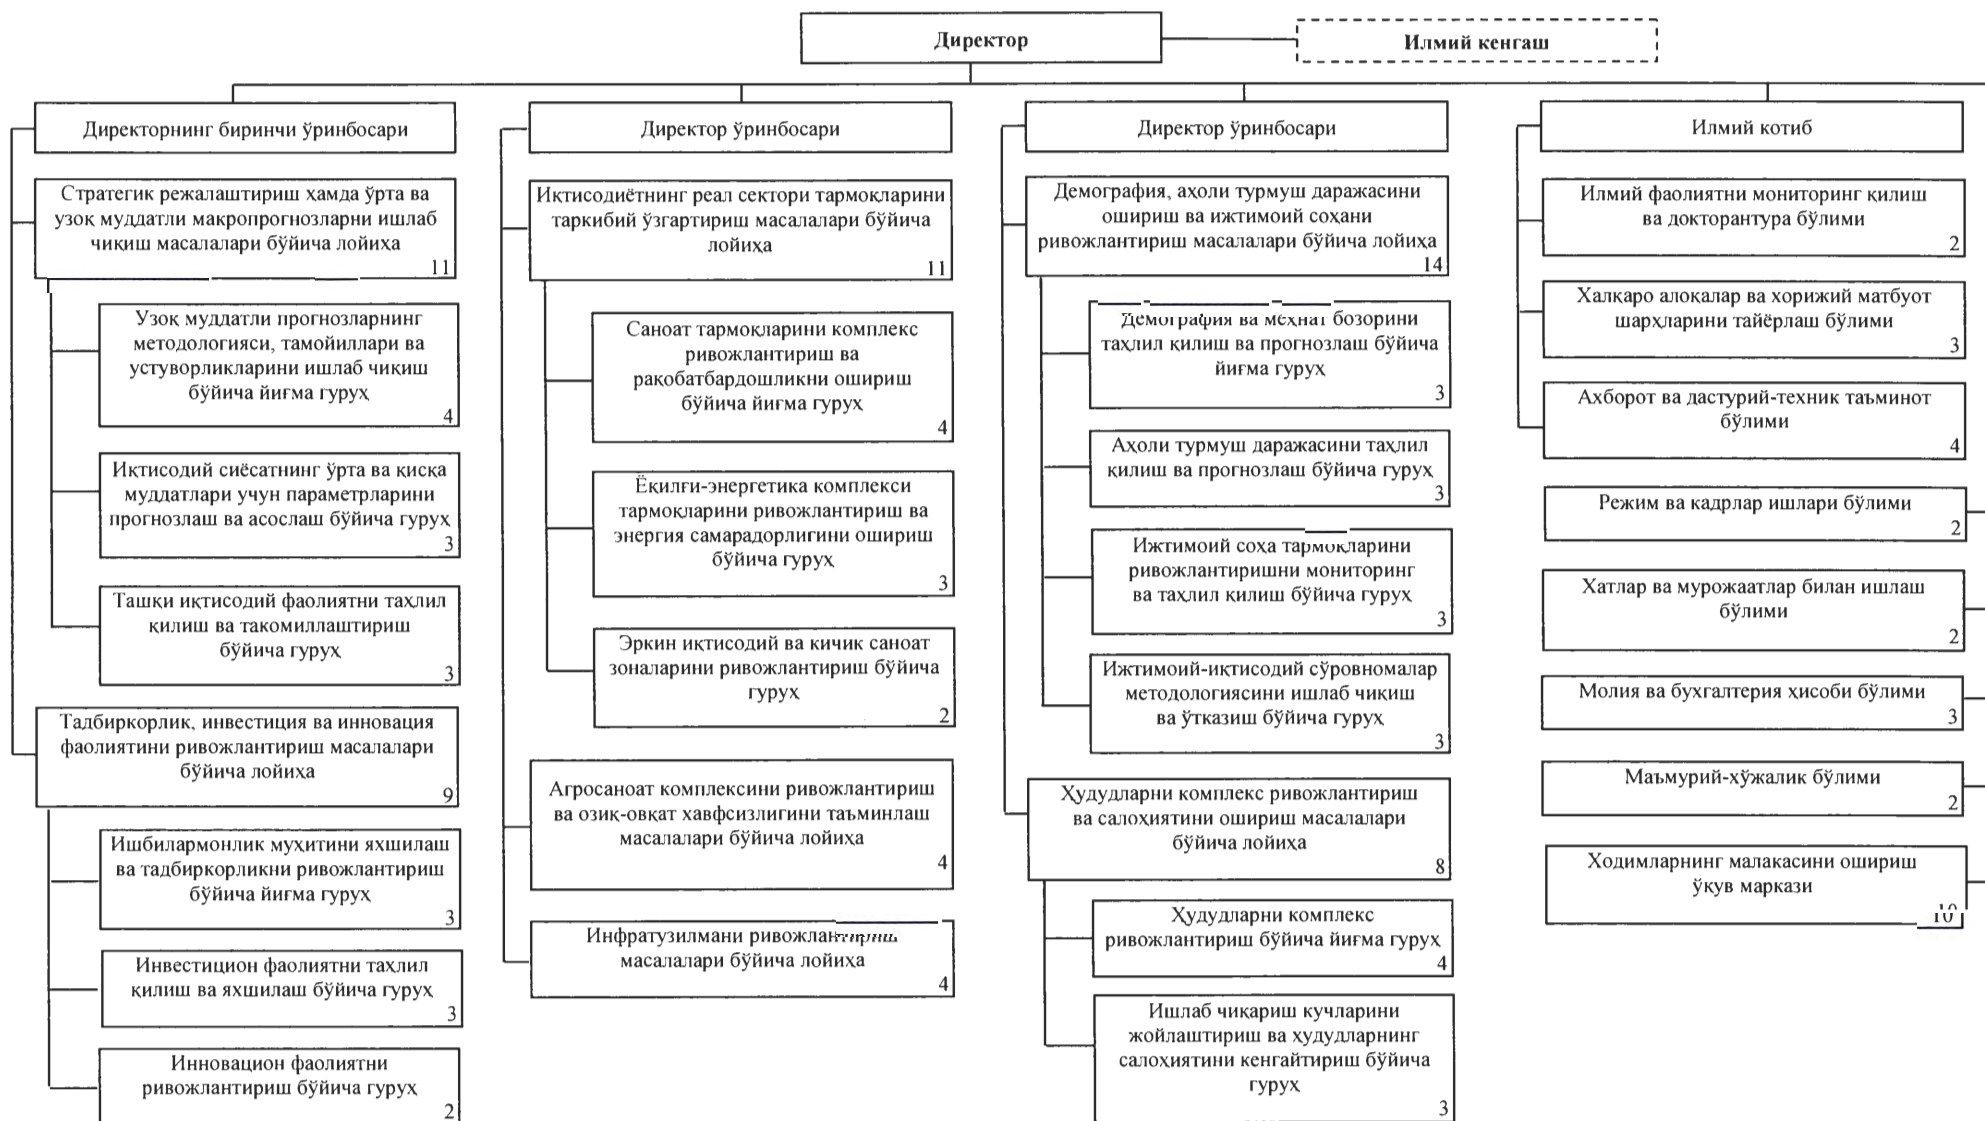 Директор
Илмий кенгаш
Директорнинг биринчи ўринбосари
Стратегик режалаштириш ҳамда ўрта ва
узоқ муддатли макропрогнозларни ишлаб
чиқиш масалалари бўйича лойиҳа
11
Узоқ муддатли прогнозларнинг
методологияси, тамойиллари ва
устуворликларини ишлаб чиқиш
бўйича йиғма гуруҳ
4
Иқтисодий сиёсатнинг ўрта ва қисқа
муддатлари учун параметрларини
прогнозлаш ва асослаш бўйича гуруҳ
3
Ташқи иқтисодий фаолиятни таҳлил
қилиш ва такомиллаштириш
бўйича гуруҳ
3
Тадбиркорлик, инвестиция ва инновация
фаолиятини ривожлантириш масалалари
бўйича лойиҳа
9
Ишбилармонлик муҳитини яхшилаш
ва тадбиркорликни ривожлантириш
бўйича йиғма гуруҳ
3
Инвестицион фаолиятни таҳлил
қилиш ва яхшилаш бўйича гуруҳ
3
Инновацион фаолиятни
ривожлантириш бўйича гуруҳ
2
Директор ўринбосари
Иқтисодиётнинг реал сектори тармоқларини
таркибий ўзгартириш масалалари бўйича
лойиҳа
11
Саноат тармоқларини комплекс
ривожлантириш ва
рақобатбардошликни ошириш
бўйича йиғма гуруҳ
4
Ёқилғи-энергетика комплекси
тармоқларини ривожлантириш ва
энергия самарадорлигини ошириш
бўйича гуруҳ
3
Эркин иқтисодий ва кичик саноат
зоналарини ривожлантириш бўйича
гуруҳ
2
Агросаноат комплексини ривожлантириш
ва озиқ-овқат хавфсизлигини таъминлаш
масалалари бўйича лойиҳа
4
Инфратузилмани ривожлантириш
масалалари бўйича лойиҳа
4
Директор ўринбосари
Демография, аҳоли турмуш даражасини
ошириш ва ижтимоий соҳани
ривожлантириш масалалари бўйича лойиҳа
14
Демография ва меҳнат бозорини
таҳлил қилиш ва прогнозлаш бўйича
йиғма гуруҳ
3
Аҳоли турмуш даражасини таҳлил
қилиш ва прогнозлаш бўйича гуруҳ
3
Ижтимоий соҳа тармоқларини
ривожлантиришни мониторинг
ва таҳлил қилиш бўйича гуруҳ
3
Ижтимоий-иқтисодий сўровномалар
методологиясини ишлаб чиқиш
ва ўтказиш бўйича гуруҳ
3
Ҳудудларни комплекс ривожлантириш
ва салоҳиятини ошириш масалалари
бўйича лойиҳа
8
Ҳудудларни комплекс
ривожлантириш бўйича йиғма гуруҳ
4
Ишлаб чиқариш кучларини
жойлаштириш ва ҳудудларнинг
салоҳиятини кенгайтириш бўйича
гуруҳ
3
Илмий котиб
Илмий фаолиятни мониторинг қилиш
ва докторантура бўлими
2
Халқаро алоқалар ва хорижий матбуот
шарҳларини тайёрлаш бўлими
3
Ахборот ва дастурий-техник таъминот
бўлими
4
Режим ва кадрлар ишлари бўлими
2
Хатлар ва мурожаатлар билан ишлаш
бўлими
2
Молия ва бухгалтерия ҳисоби бўлими
3
Маъмурий-хўжалик бўлими
2
Ходимларнинг малакасини ошириш
ўқув маркази
10